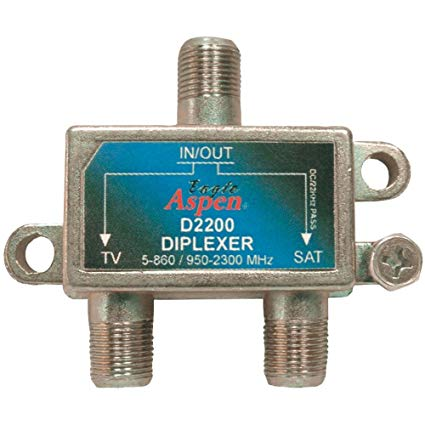 IN/OUT
DC/22KHz PASS
Eagle
Aspen®
D2200
DIPLEXER
TV
SAT
5-860 / 950-2300 MHz